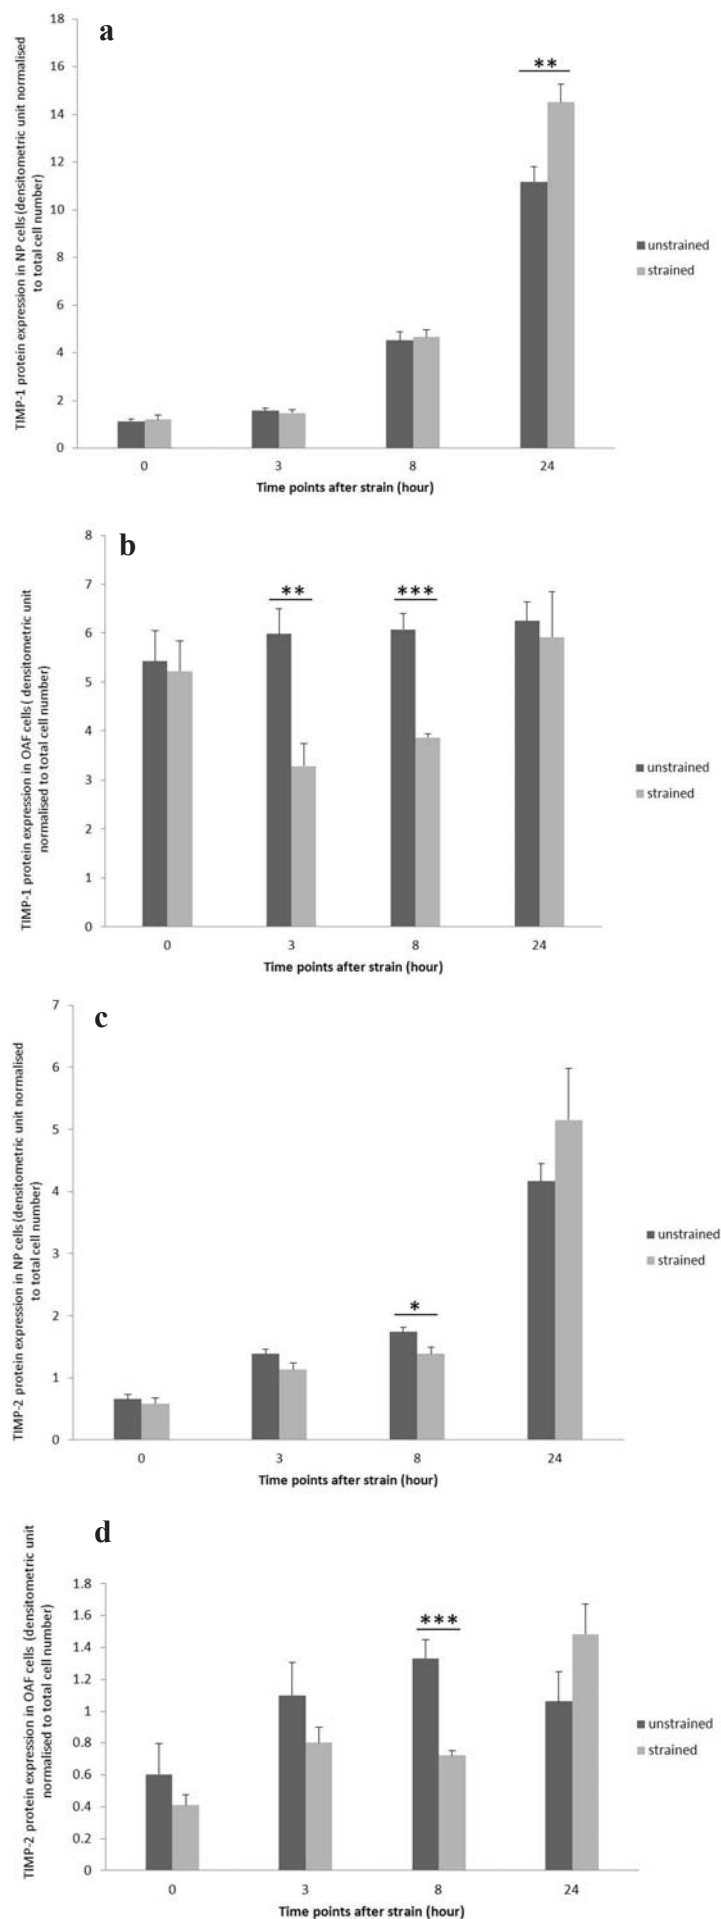 a
TIMP-1 protein expression in NP cells (densitometric unit normalised
to total cell number)
18
16
14
12
10
8
6
4
2
0
**
unstrained
strained
0 3 8 24
Time points after strain (hour)
b
TIMP-1 protein expression in OAF cells ( densitometric unit
normalised to total cell number)
8
7
6
5
4
3
2
1
0
** ***
unstrained
strained
0 3 8 24
Time points after strain (hour)
c
TIMP-2 protein expression in NP cells (densitometric unit normalised
to total cell number)
7
6
5
4
3
2
1
0
*
unstrained
strained
0 3 8 24
Time points after strain (hour)
d
TIMP-2 protein expression in OAF cells (densitometric unit
normalised to total cell number)
1.8
1.6
1.4
1.2
1
0.8
0.6
0.4
0.2
0
***
unstrained
strained
0 3 8 24
Time points after strain (hour)